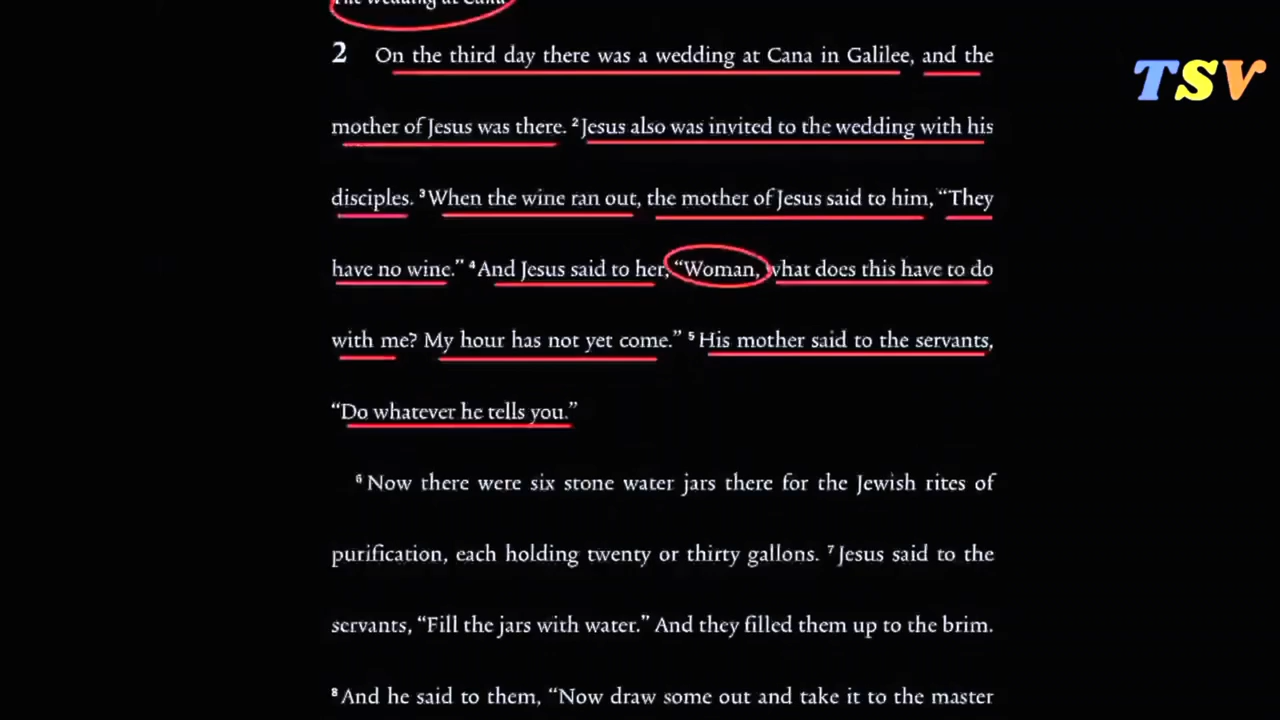 The Wedding at Cana
2 On the third day there was a wedding at Cana in Galilee, and the
TSV
mother of Jesus was there. ²Jesus also was invited to the wedding with his
disciples. ³When the wine ran out, the mother of Jesus said to him, “They
have no wine.” ⁴And Jesus said to her, “Woman, what does this have to do
with me? My hour has not yet come.” ⁵His mother said to the servants,
“Do whatever he tells you.”
⁶Now there were six stone water jars there for the Jewish rites of
purification, each holding twenty or thirty gallons. ⁷Jesus said to the
servants, “Fill the jars with water.” And they filled them up to the brim.
⁸And he said to them, “Now draw some out and take it to the master